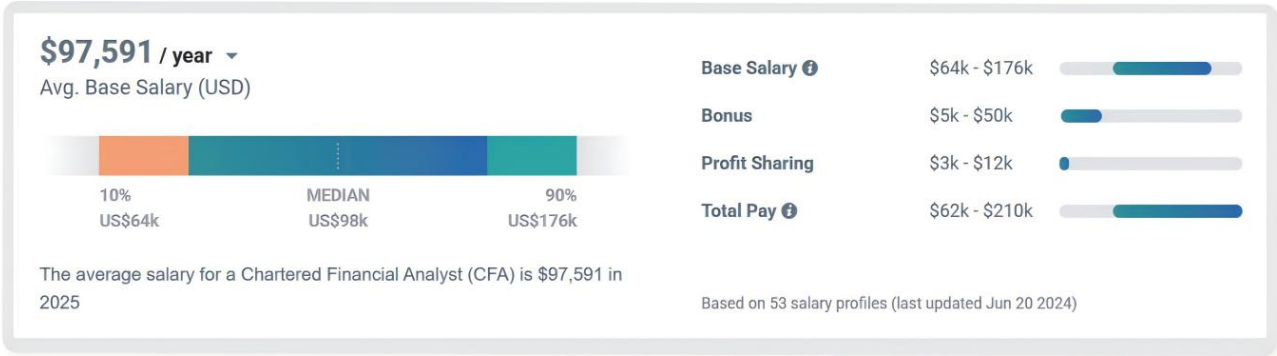 $97,591 / year
Avg. Base Salary (USD)
10% MEDIAN 90%
US$64k US$98k US$176k
The average salary for a Chartered Financial Analyst (CFA) is $97,591 in
2025
Base Salary $64k - $176k
Bonus $5k - $50k
Profit Sharing $3k - $12k
Total Pay $62k - $210k
Based on 53 salary profiles (last updated Jun 20 2024)